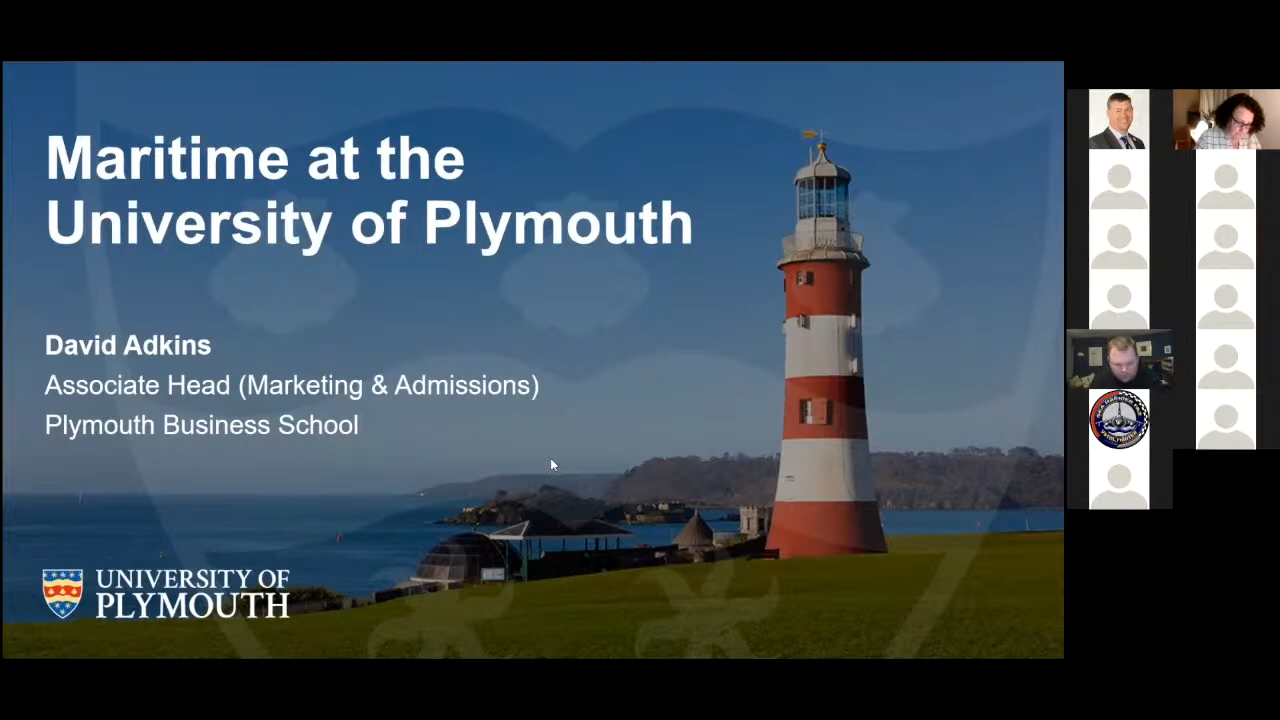 Maritime at the
University of Plymouth
David Adkins
Associate Head (Marketing & Admissions)
Plymouth Business School
UNIVERSITY OF
PLYMOUTH